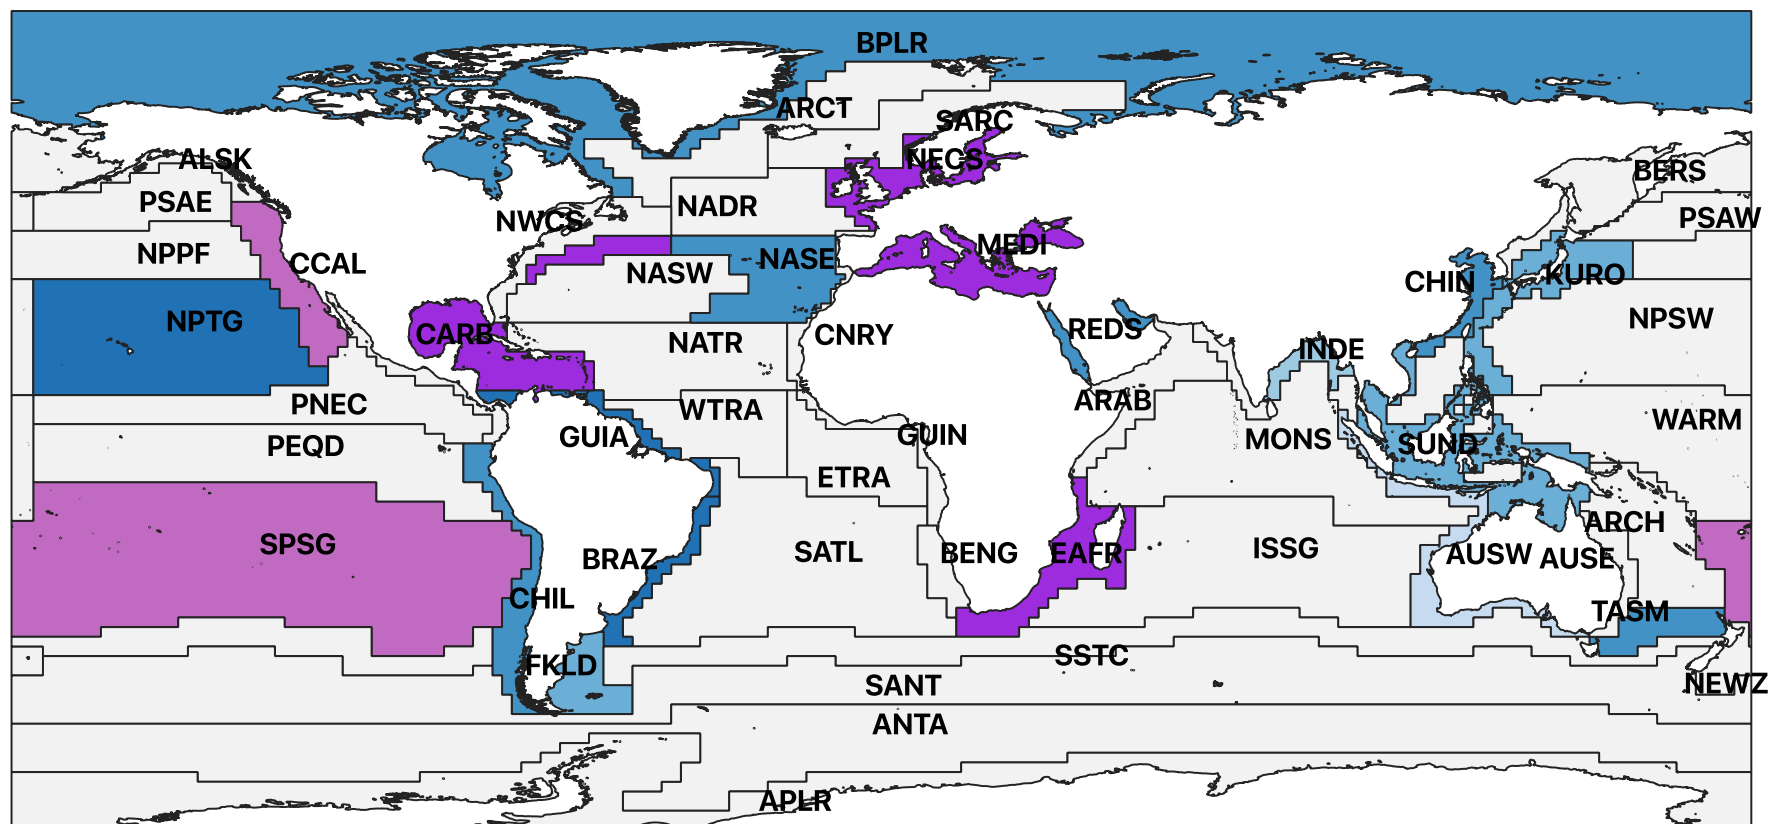 BPLR
ARCT
SARC
ALSK
NECS
BERS
PSAE
NADR
NWCS
PSAW
NPPF
CCAL
NASW
NASE
MEDI
CHIN
KURO
NPTG
CARB
NATR
CNRY
REDS
INDE
NPSW
PNEC
WTRA
ARAB
WARM
PEQD
GUIA
GUIN
MONS
SUND
ETRA
ARCH
SPSG
BRAZ
SATL
BENG
EAFR
ISSG
AUSW
AUSE
CHIL
TASM
FKLD
SSTC
SANT
NEWZ
ANTA
APLR